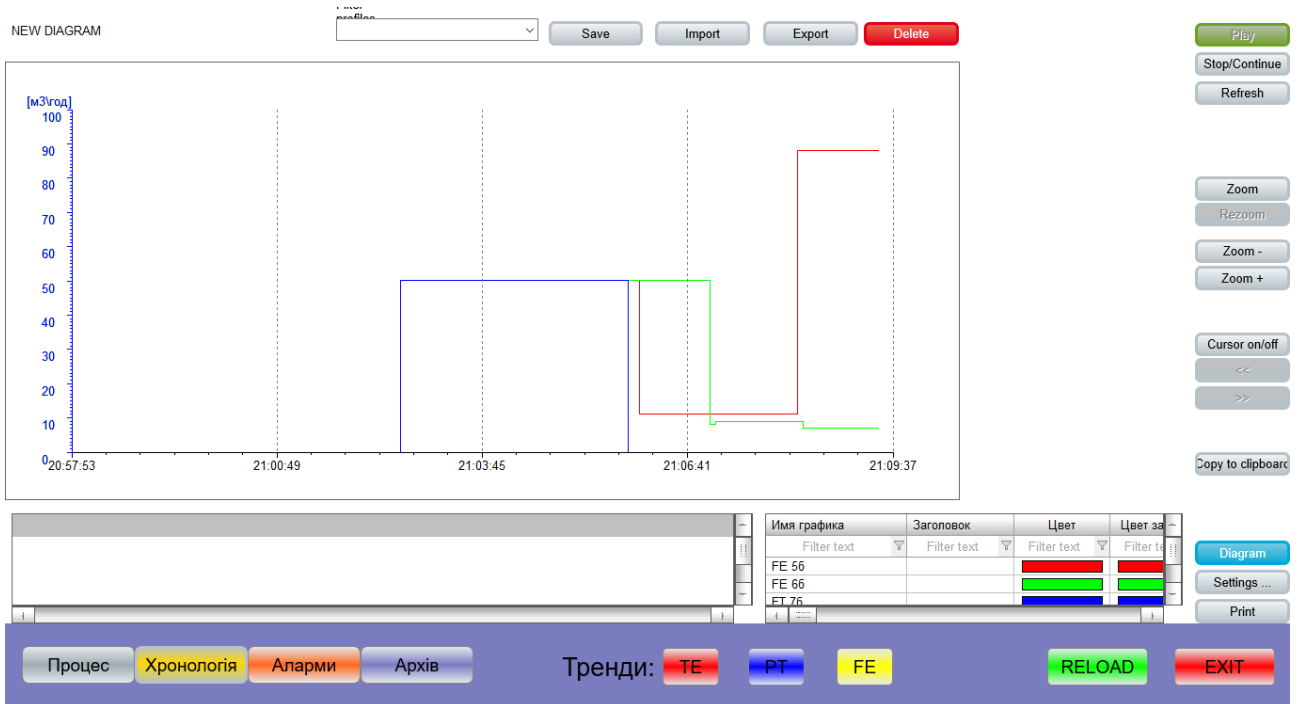 NEW DIAGRAM
Save
Import
Export
Delete
Play
Stop/Continue
Refresh
[м3\год]
100
90
80
70
60
50
40
30
20
10
0
20:57:53
21:00:49
21:03:45
21:06:41
21:09:37
Zoom
Rezoom
Zoom -
Zoom +
Cursor on/off
<<
>>
Copy to clipboard
Имя графика Заголовок Цвет Цвет за
Filter text Filter text Filter text Filter te
FE 56
FE 66
FT 76
Diagram
Settings ...
Print
Процес
Хронологія
Аларми
Архів
Тренди:
TE
PT
FE
RELOAD
EXIT